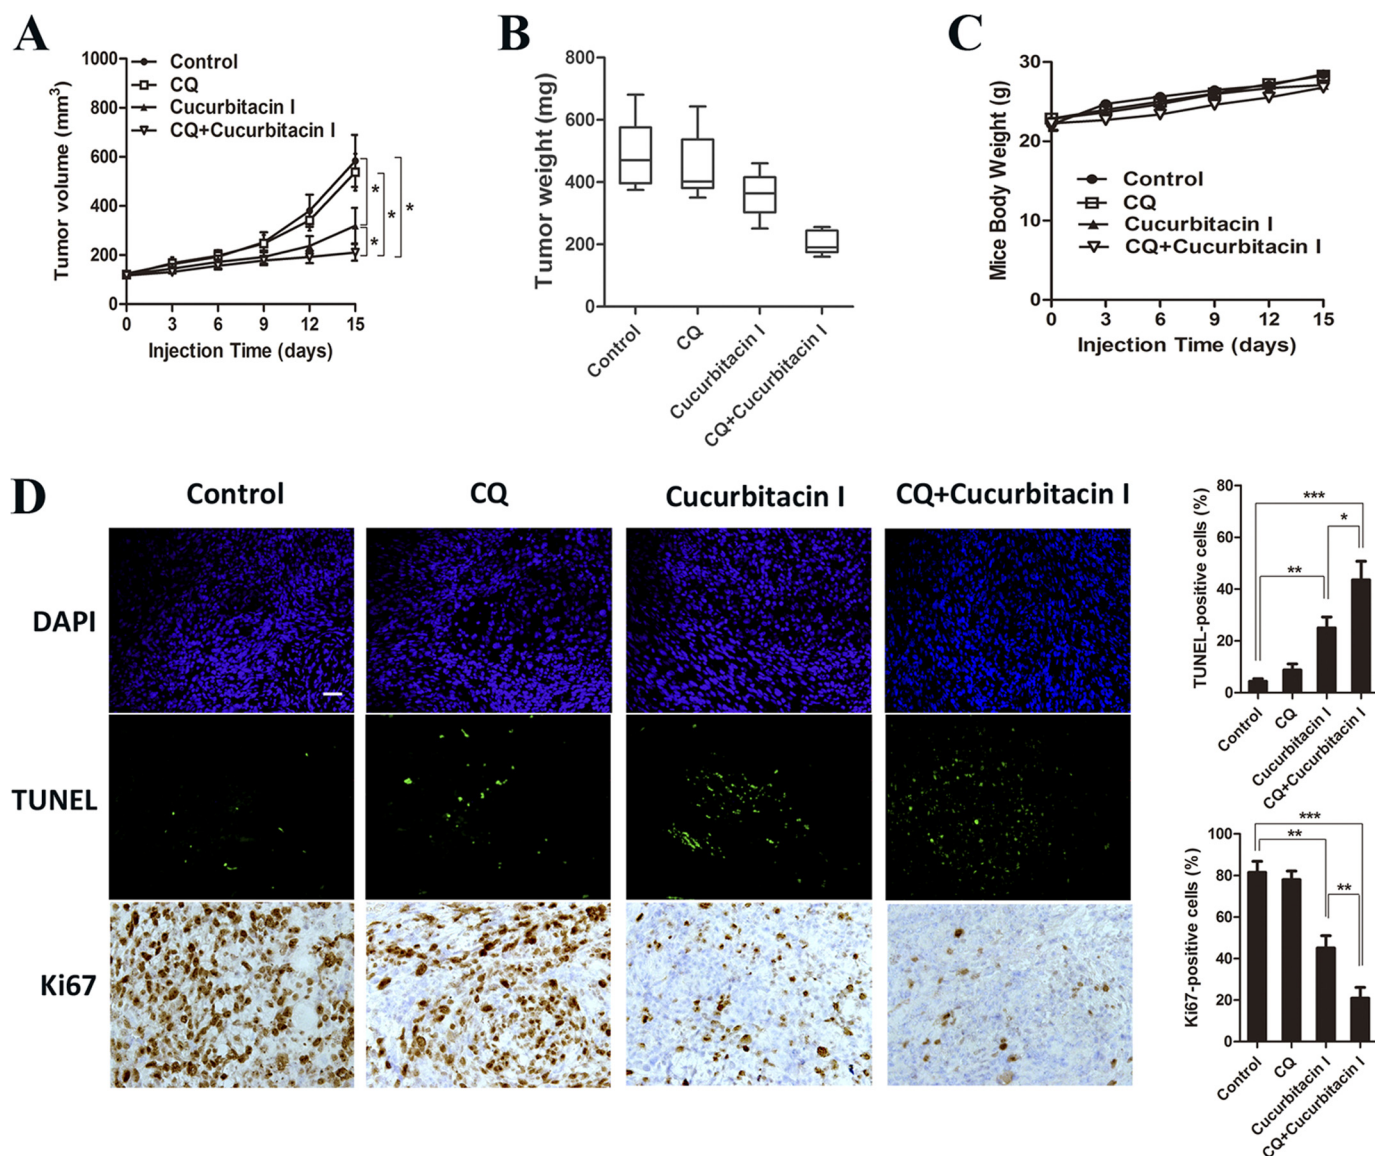 A
1000
800
600
400
200
0
Tumor volume (mm3)
Control
CQ
Cucurbitacin I
CQ+Cucurbitacin I
*
*
*
*
0 3 6 9 12 15
Injection Time (days)
B
800
600
400
200
0
Tumor weight (mg)
Control
CQ
Cucurbitacin I
CQ+Cucurbitacin I
C
30
20
10
0
Mice Body Weight (g)
Control
CQ
Cucurbitacin I
CQ+Cucurbitacin I
0 3 6 9 12 15
Injection Time (days)
D
Control CQ Cucurbitacin I CQ+Cucurbitacin I
DAPI
TUNEL
Ki67
80
60
40
20
0
TUNEL-positive cells (%)
***
*
**
Control
CQ
Cucurbitacin I
CQ+Cucurbitacin I
100
80
60
40
20
0
Ki67-positive cells (%)
***
**
**
Control
CQ
Cucurbitacin I
CQ+Cucurbitacin I